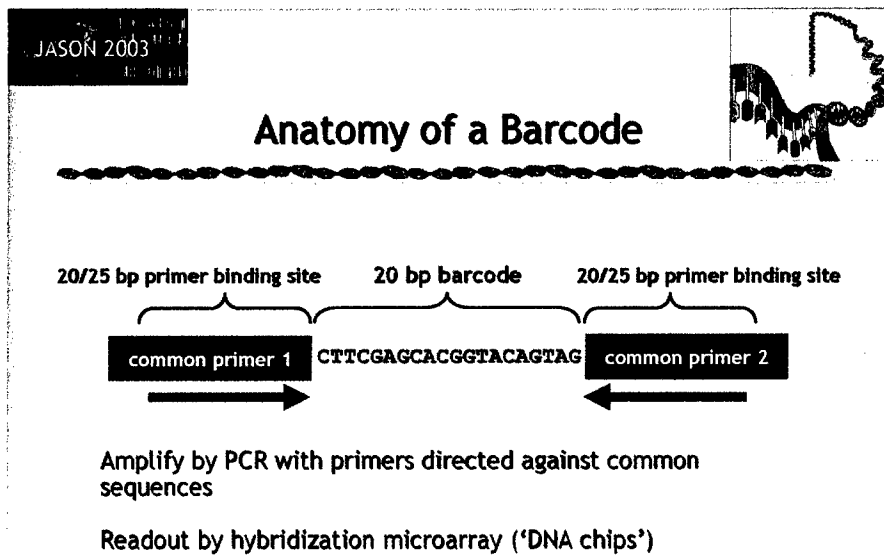 JASON 2003
Anatomy of a Barcode
20/25 bp primer binding site 20 bp barcode 20/25 bp primer binding site
common primer 1 CTTCGAGCACGGTACAGTAG common primer 2
Amplify by PCR with primers directed against common
sequences
Readout by hybridization microarray ('DNA chips')